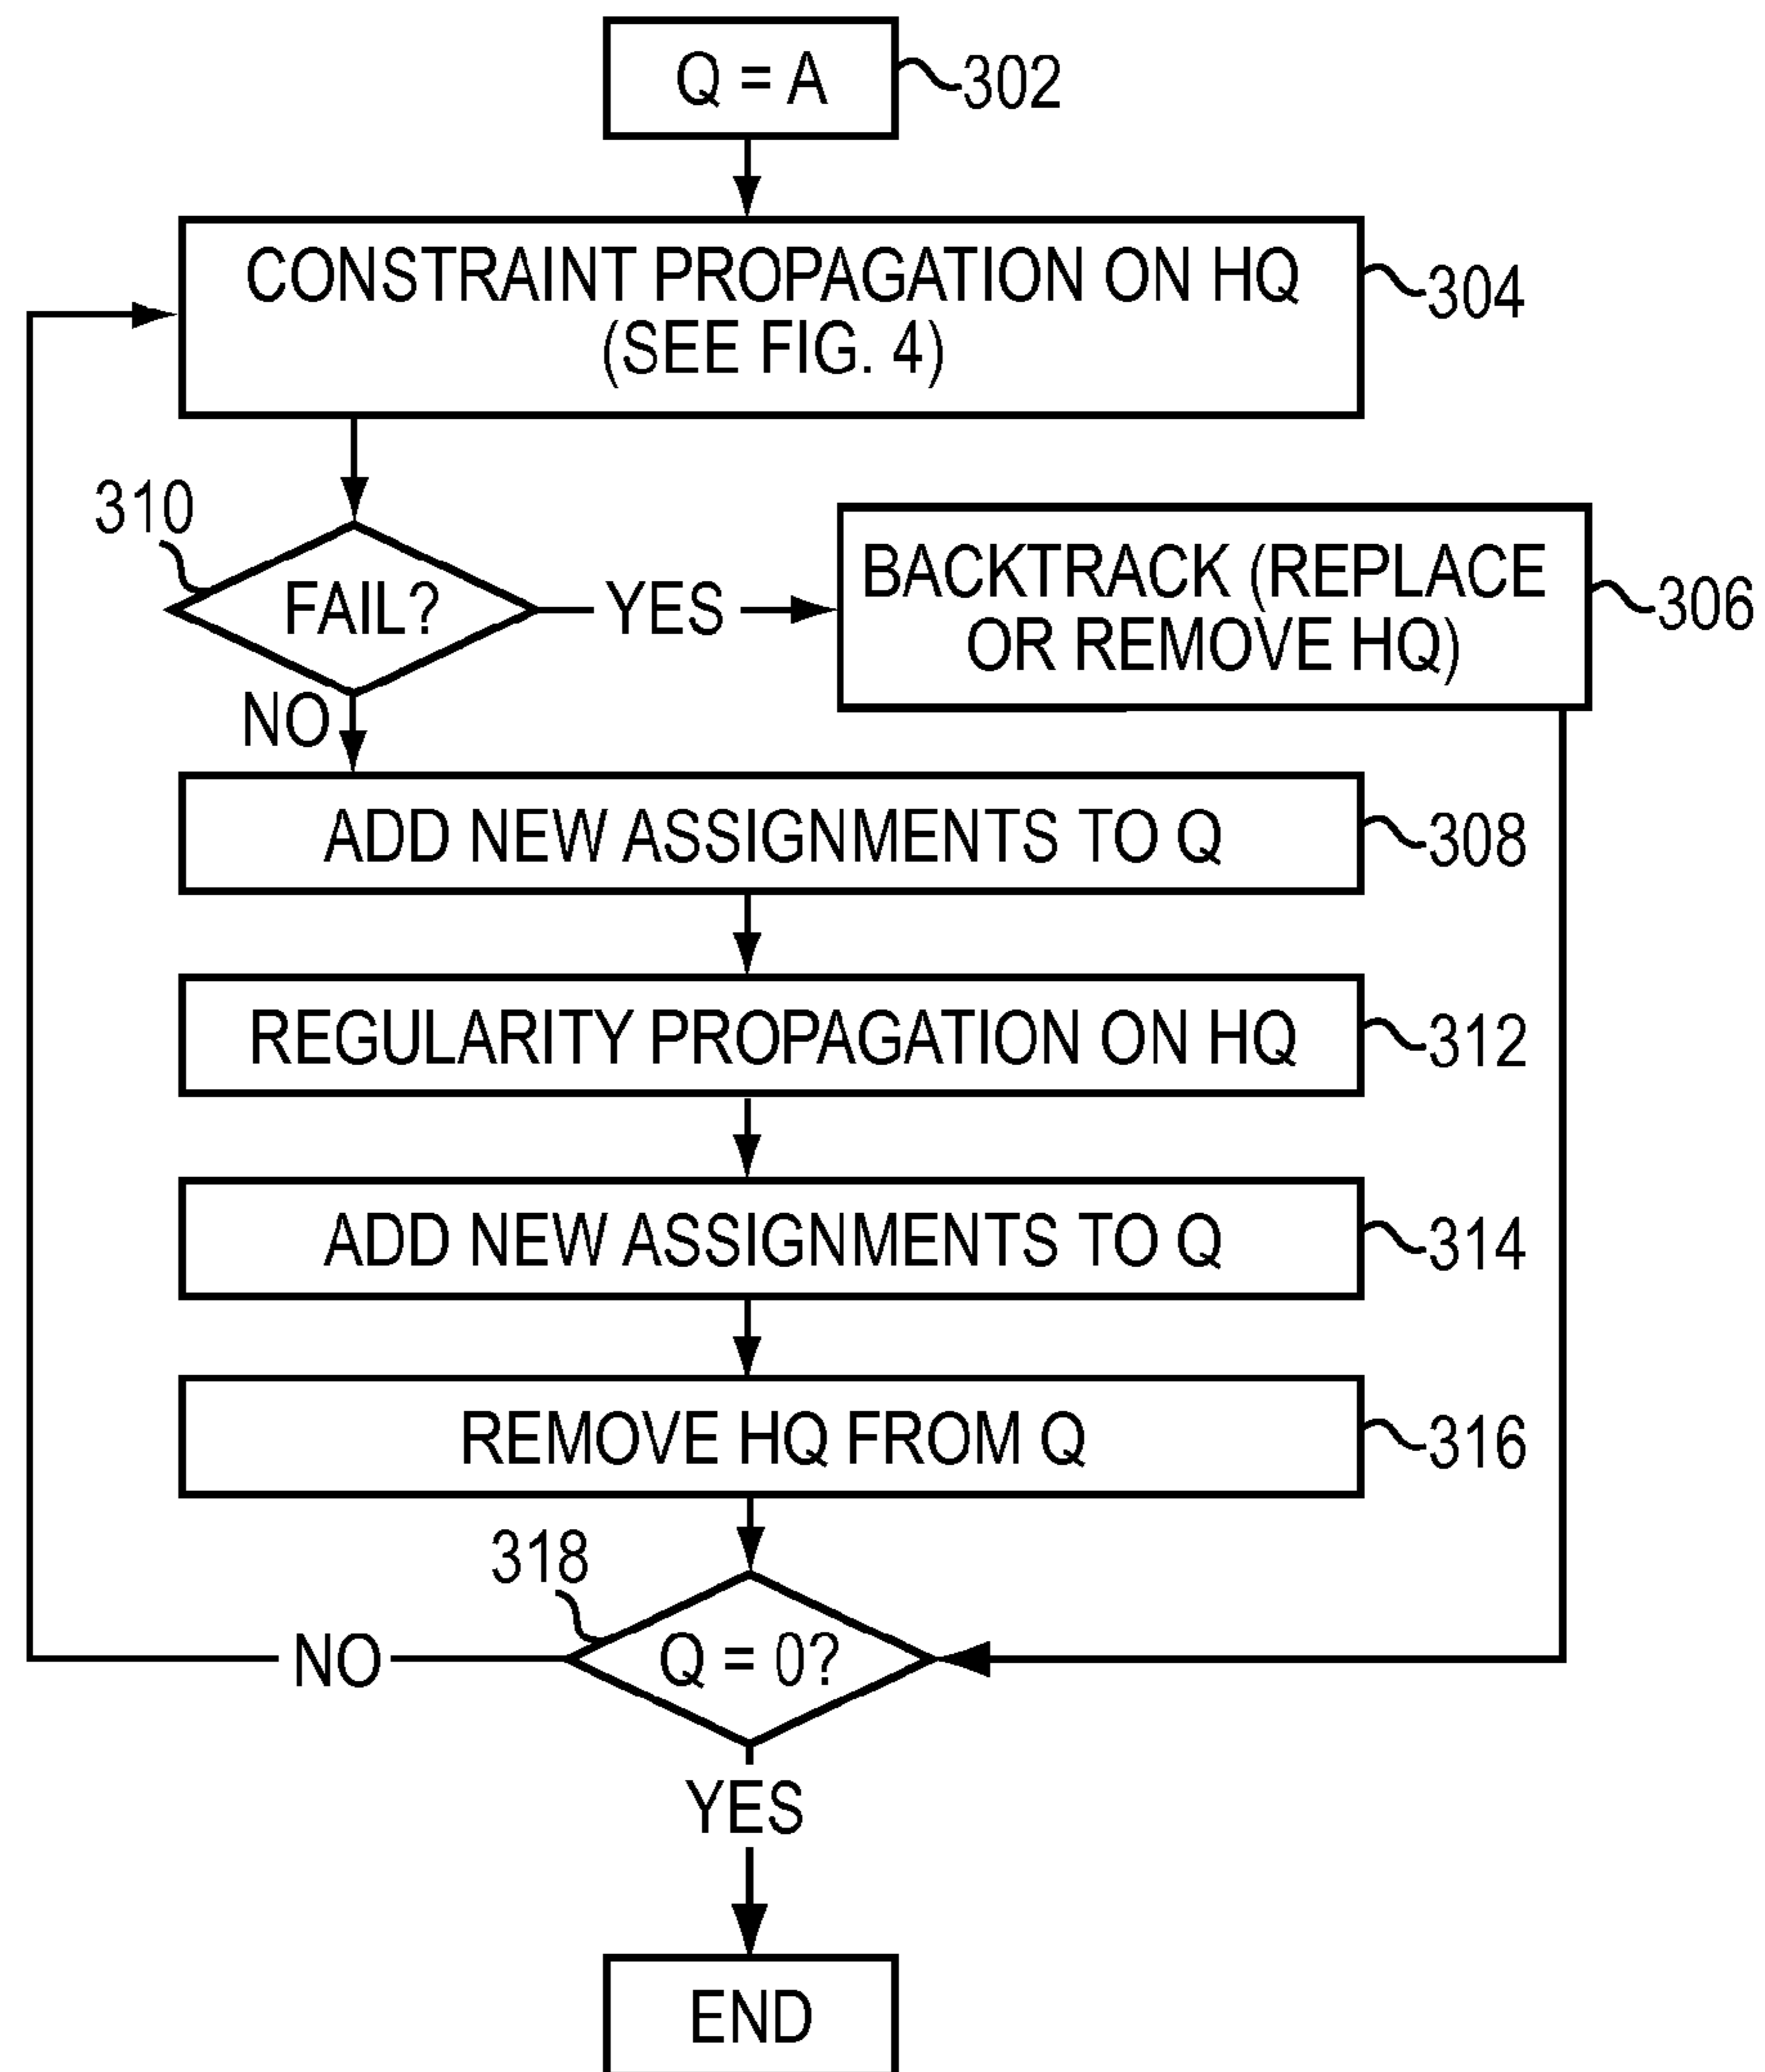 Q = A
302
CONSTRAINT PROPAGATION ON HQ
(SEE FIG. 4)
304
310
FAIL?
YES
BACKTRACK (REPLACE
OR REMOVE HQ)
306
NO
ADD NEW ASSIGNMENTS TO Q
308
REGULARITY PROPAGATION ON HQ
312
ADD NEW ASSIGNMENTS TO Q
314
REMOVE HQ FROM Q
316
318
Q = 0?
NO
YES
END